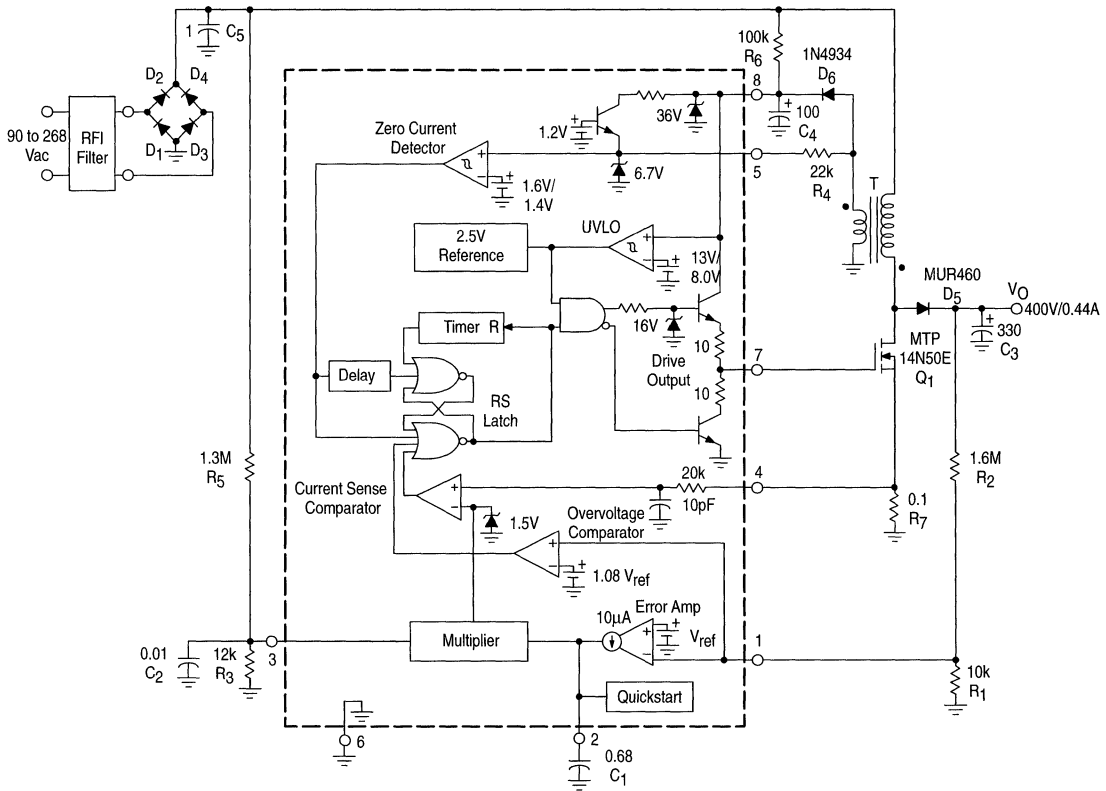 1
C5
100k
R6
1N4934
D6
D2
D4
8
90 to 268
Vac
RFI
Filter
D1
D3
Zero Current
Detector
1.2V
36V
100
C4
6.7V
5
22k
R4
T
1.6V/
1.4V
UVLO
2.5V
Reference
13V/
8.0V
MUR460
D5
VO
400V/0.44A
330
C3
Timer R
16V
10
7
MTP
14N50E
Q1
Drive
Output
10
Delay
RS
Latch
1.3M
R5
1.6M
R2
20k
4
10pF
Current Sense
Comparator
1.5V
Overvoltage
Comparator
0.1
R7
1.08 Vref
10μA
Error Amp
Vref
1
Multiplier
0.01
C2
12k
R3
3
Quickstart
10k
R1
6
2
0.68
C1